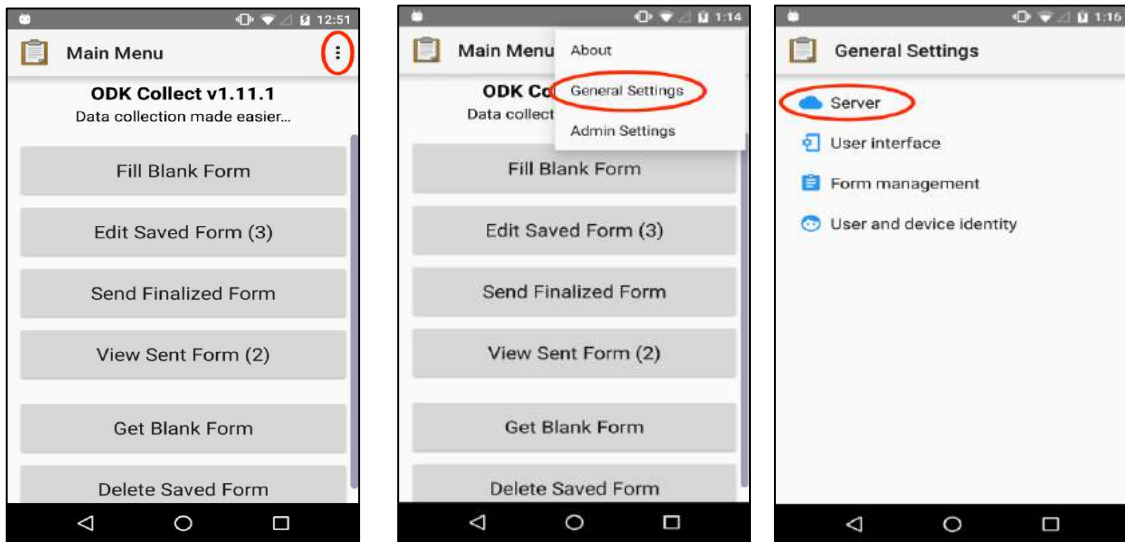 12:51
Main Menu
ODK Collect v1.11.1
Data collection made easier...
Fill Blank Form
Edit Saved Form (3)
Send Finalized Form
View Sent Form (2)
Get Blank Form
Delete Saved Form
1:14
Main Menu
About
General Settings
Admin Settings
ODK Co
Data collect
Fill Blank Form
Edit Saved Form (3)
Send Finalized Form
View Sent Form (2)
Get Blank Form
Delete Saved Form
1:16
General Settings
Server
User interface
Form management
User and device identity